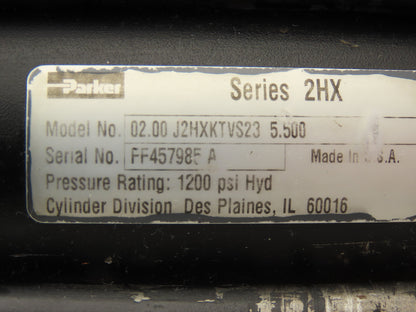 Parker
Series 2HX
Model No. 02.00 J2HXKTVS23 5.500
Serial No. FF457985 A
Made In U.S.A.
Pressure Rating: 1200 psi Hyd
Cylinder Division Des Plaines, IL 60016